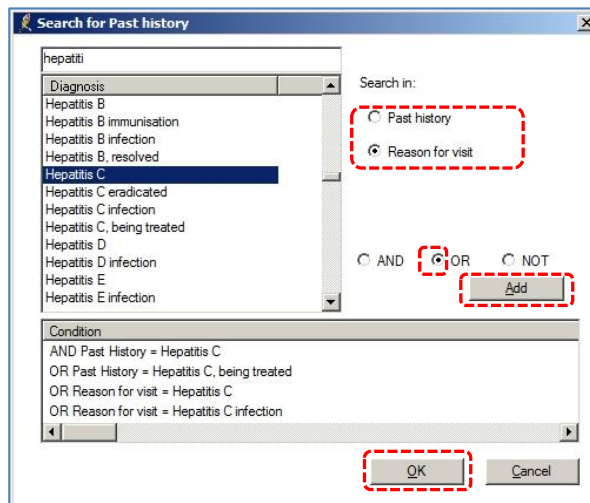 Search for Past history
hepatiti
Diagnosis
Hepatitis B
Hepatitis B immunisation
Hepatitis B infection
Hepatitis B, resolved
Hepatitis C
Hepatitis C eradicated
Hepatitis C infection
Hepatitis C, being treated
Hepatitis D
Hepatitis D infection
Hepatitis E
Hepatitis E infection
Search in:
Past history
Reason for visit
AND OR NOT
Add
Condition
AND Past History = Hepatitis C
OR Past History = Hepatitis C, being treated
OR Reason for visit = Hepatitis C
OR Reason for visit = Hepatitis C infection
OK Cancel